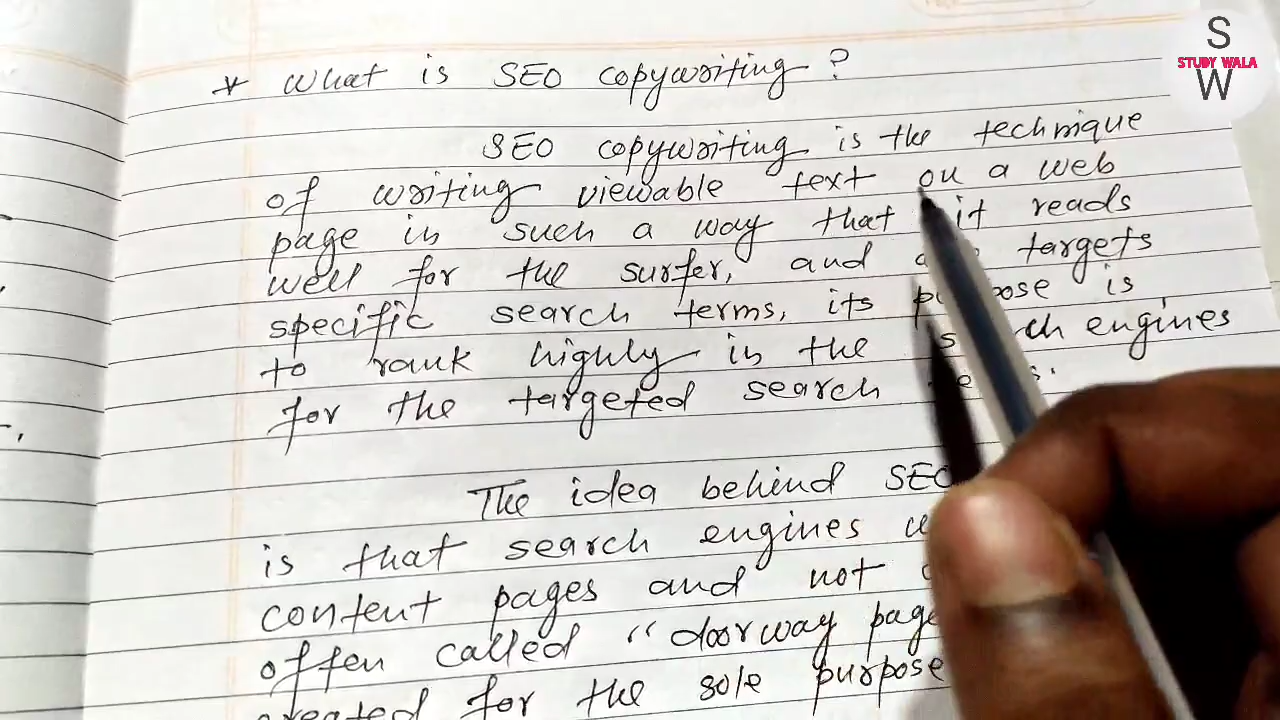 S
STUDY WALA
W
* What is SEO copywriting ?
SEO copywriting is the technique
of writing viewable text on a web
page in such a way that it reads
well for the surfer, and targets
specific search terms, its purpose is
to rank highly in the search engines
for the targeted search
The idea behind SEO
is that search engines
content pages and not
often called "doorway page
created for the sole purpose